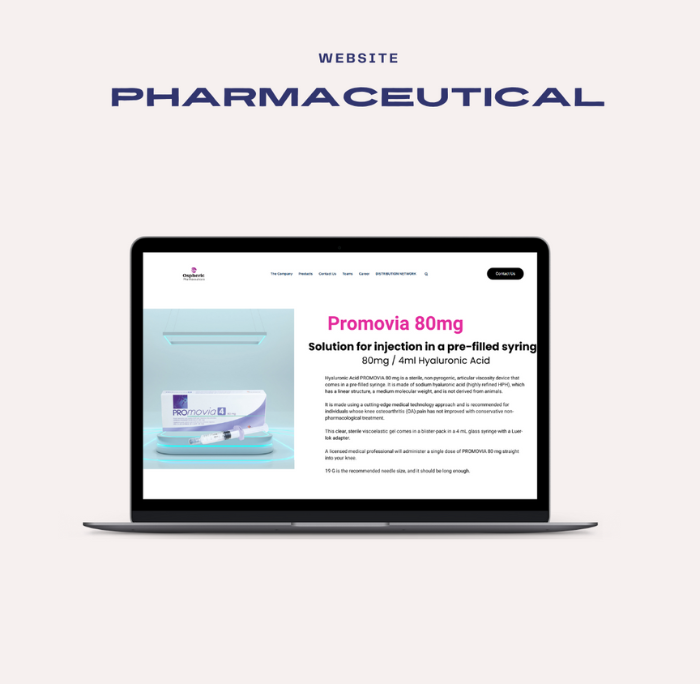 WEBSITE
PHARMACEUTICAL
The Company Products Contact Us Teams Career DISTRIBUTION NETWORK
Contact Us
Pharmaceuticals
Promovia 80mg
Solution for injection in a pre-filled syring
80mg / 4ml Hyaluronic Acid
PROmovia 4
Hyaluronic Acid PROMOVIA 80 mg is a sterile, non-pyrogenic, articular viscosity device that
comes in a pre-filled syringe. It is made of sodium hyaluronic acid (highly refined HPF), which
has a linear structure, a medium molecular weight, and is not derived from animals.
It is made using a cutting-edge medical technology approach and is recommended for
individuals whose knee osteoarthritis (OA) pain has not improved with conservative non-
pharmacological treatment.
This clear, sterile viscoelastic gel comes in a blister pack in a 4 mL glass syringe with a Luer-
lok adapter.
A licensed medical professional will administer a single dose of PROMOVIA 80 mg straight
into your knee.
19 G is the recommended needle size, and it should be long enough.